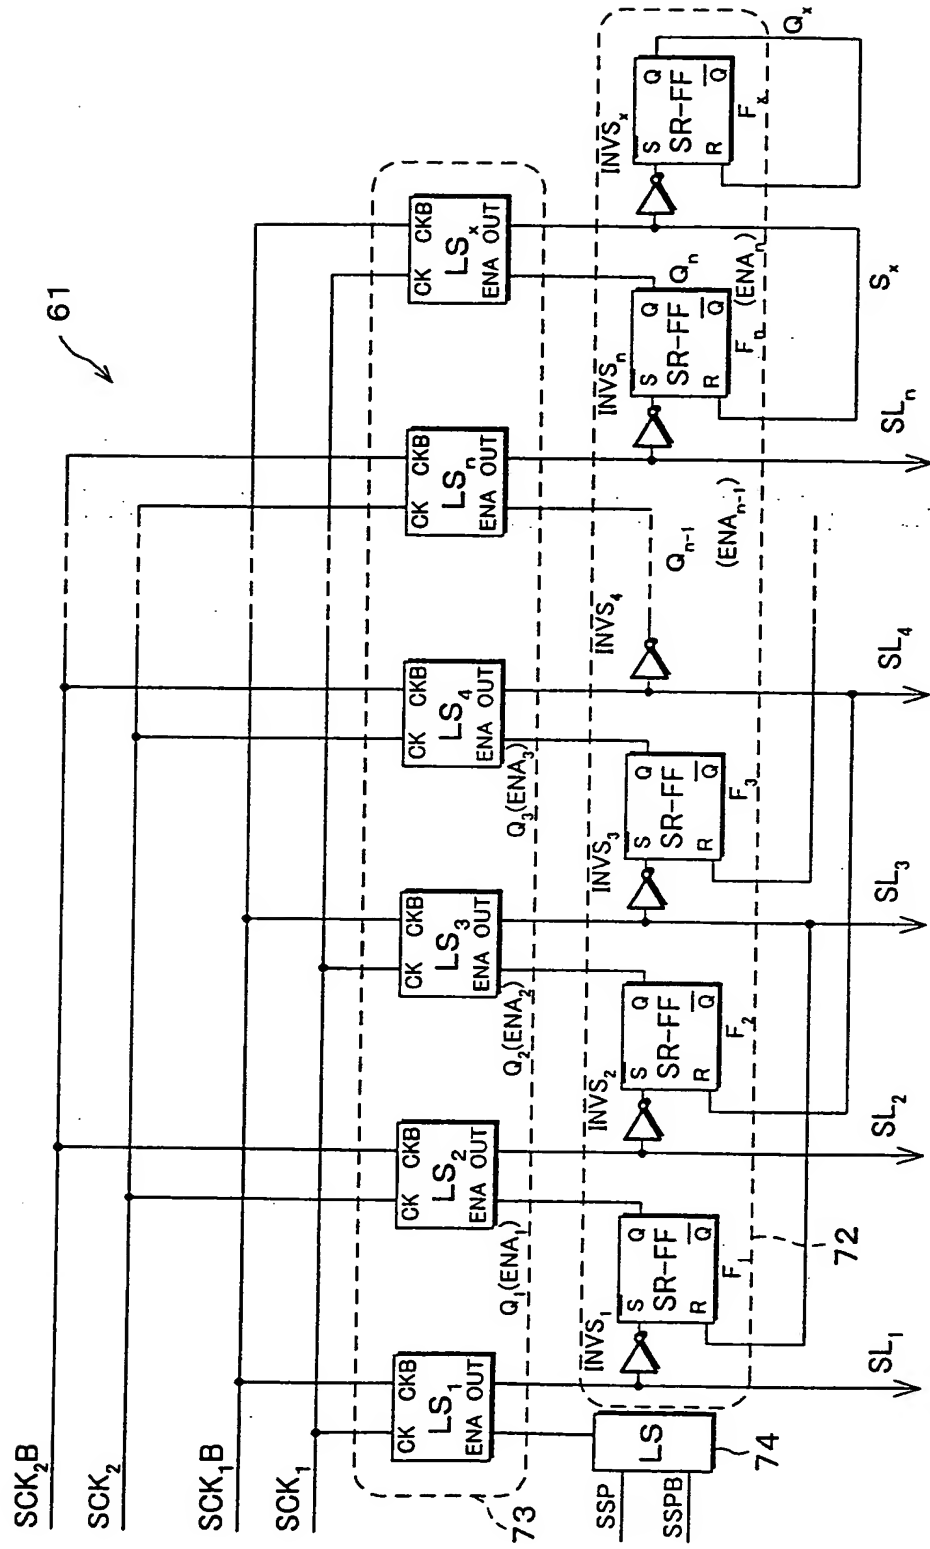 61
SCK2B
SCK2
SCK1B
SCK1
CK CKB
LS1
ENA OUT
CK CKB
LS2
ENA OUT
CK CKB
LS3
ENA OUT
CK CKB
LS4
ENA OUT
CK CKB
LSn
ENA OUT
CK CKB
LSx
ENA OUT
73
Q1(ENA1)
Q2(ENA2)
Q3(ENA3)
Qn-1
(ENAn-1)
Qn
(ENAn)
Qx
SSP
SSPB
LS
74
INVS1
S̅ Q
SR-FF
R Q̅
F1
INVS2
S̅ Q
SR-FF
R Q̅
F2
INVS3
S̅ Q
SR-FF
R Q̅
F3
INVS4
INVSn
S̅ Q
SR-FF
R Q̅
Fn
INVSx
S̅ Q
SR-FF
R Q̅
Fx
72
SL1
SL2
SL3
SL4
SLn
Sx